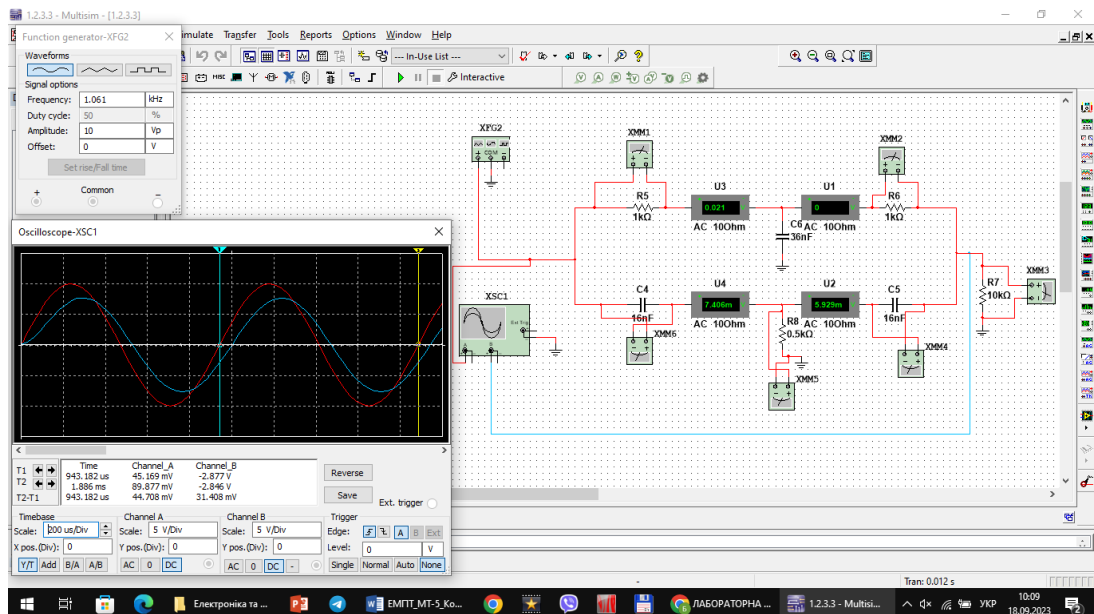 1.2.3.3 - Multisim - [1.2.3.3]
Function generator-XFG2
imulate Transfer Tools Reports Options Window Help
Waveforms
--- In-Use List ---
Signal options
Interactive
Frequency: 1.061 kHz
Duty cycle: 50 %
Amplitude: 10 Vp
Offset: 0 V
Set rise/Fall time
+ Common -
XFG2
COM
XMM1
XMM2
R5
1kΩ
U3
0.021
AC 10Ohm
U1
0
AC 10Ohm
R6
1kΩ
C6
36nF
Oscilloscope-XSC1
XMM3
R7
10kΩ
XSC1
Ext Trig
C4
16nF
U4
7.406m
AC 10Ohm
U2
5.929m
AC 10Ohm
C5
16nF
R8
0.5kΩ
XMM6
XMM4
XMM5
Time Channel_A Channel_B
T1 943.182 us 45.169 mV -2.877 V
T2 1.886 ms 89.877 mV -2.846 V
T2-T1 943.182 us 44.708 mV 31.408 mV
Reverse
Save
Ext. trigger
Timebase Channel A Channel B Trigger
Scale: 200 us/Div Scale: 5 V/Div Scale: 5 V/Div Edge: A B Ext
X pos.(Div): 0 Y pos.(Div): 0 Y pos.(Div): 0 Level: 0 V
Y/T Add B/A A/B AC 0 DC AC 0 DC - Single Normal Auto None
Tran: 0.012 s
Електроніка та ...
ЕМПТ_МТ-5_Ко...
ЛАБОРАТОРНА ...
1.2.3.3 - Multisi...
УКР
10:09
18.09.2023